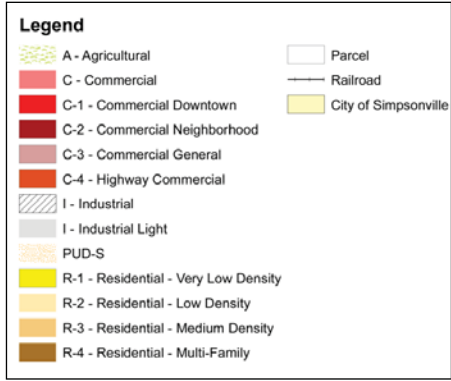 Legend
A - Agricultural
C - Commercial
C-1 - Commercial Downtown
C-2 - Commercial Neighborhood
C-3 - Commercial General
C-4 - Highway Commercial
I - Industrial
I - Industrial Light
PUD-S
R-1 - Residential - Very Low Density
R-2 - Residential - Low Density
R-3 - Residential - Medium Density
R-4 - Residential - Multi-Family
Parcel
Railroad
City of Simpsonville